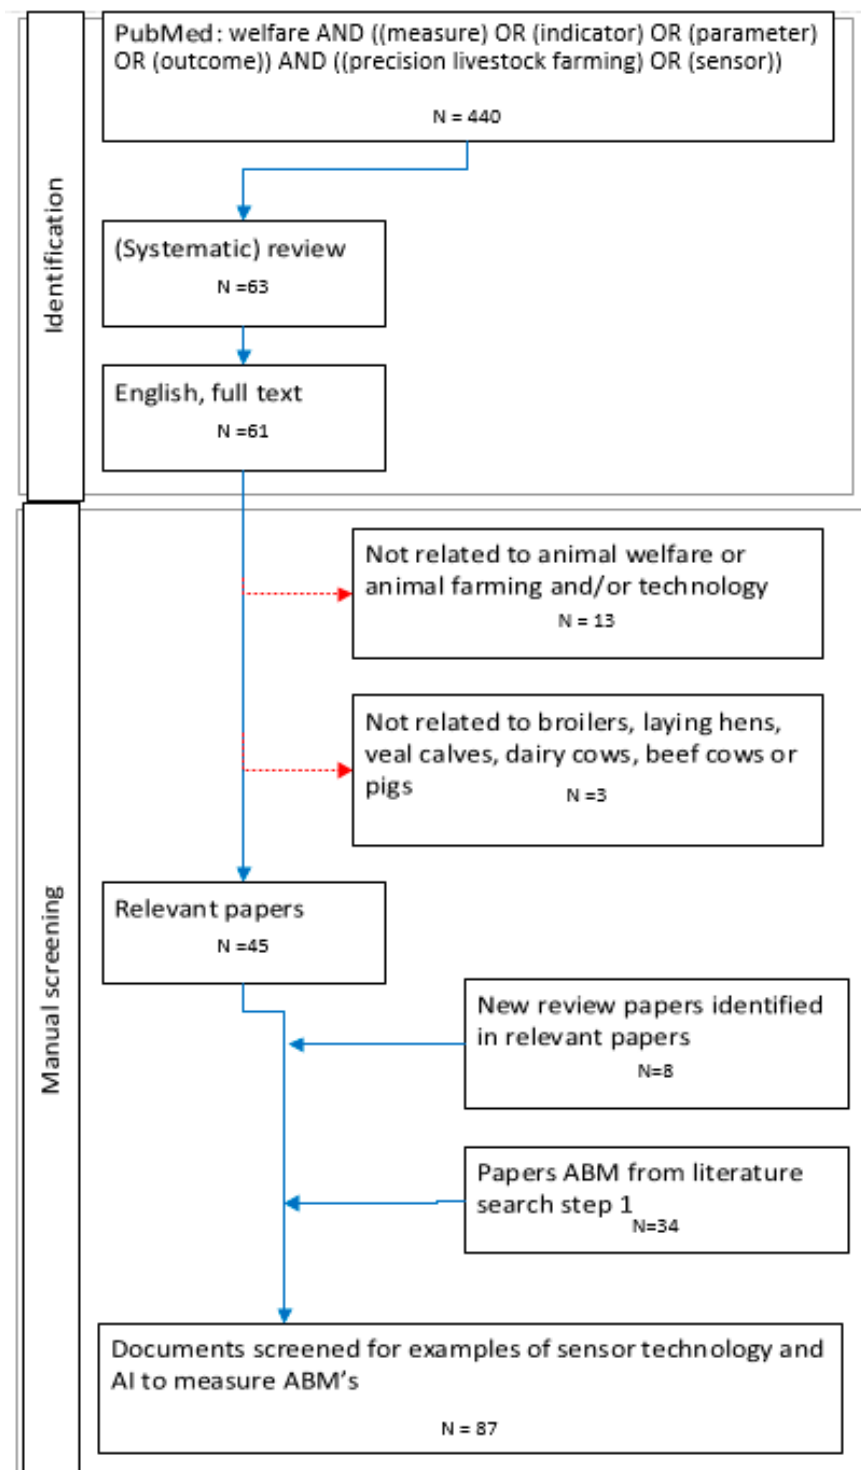 PubMed: welfare AND ((measure) OR (indicator) OR (parameter)
OR (outcome)) AND ((precision livestock farming) OR (sensor))
N = 440
Identification
(Systematic) review
N =63
English, full text
N =61
Manual screening
Not related to animal welfare or
animal farming and/or technology
N = 13
Not related to broilers, laying hens,
veal calves, dairy cows, beef cows or
pigs
N =3
Relevant papers
N =45
New review papers identified
in relevant papers
N=8
Papers ABM from literature
search step 1
N=34
Documents screened for examples of sensor technology and
AI to measure ABM's
N = 87